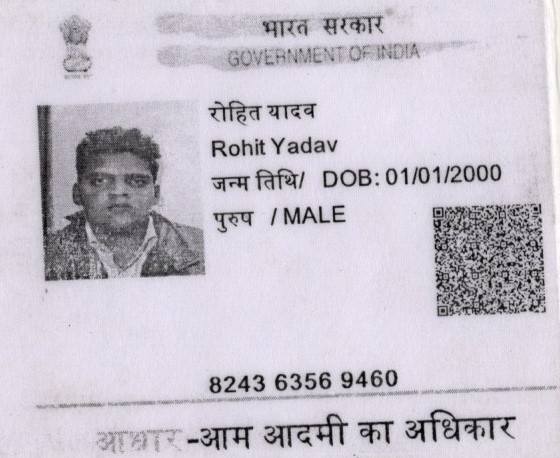 भारत सरकार
GOVERNMENT OF INDIA
रोहित यादव
Rohit Yadav
जन्म तिथि/ DOB: 01/01/2000
पुरुष / MALE
8243 6356 9460
आधार -आम आदमी का अधिकार